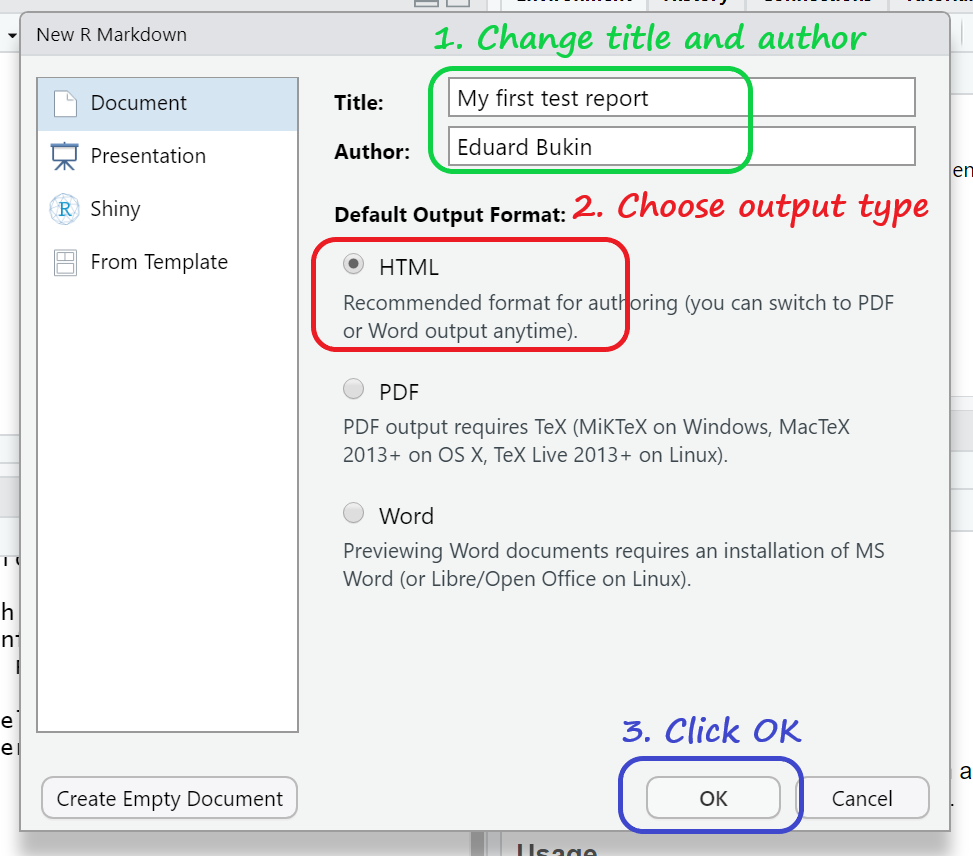 Environment History Connections Tutorial
New R Markdown
1. Change title and author
Document
Presentation
Shiny
From Template
Title:
My first test report
Author:
Eduard Bukin
Default Output Format:
2. Choose output type
HTML
Recommended format for authoring (you can switch to PDF
or Word output anytime).
PDF
PDF output requires TeX (MiKTeX on Windows, MacTeX
2013+ on OS X, TeX Live 2013+ on Linux).
Word
Previewing Word documents requires an installation of MS
Word (or Libre/Open Office on Linux).
3. Click OK
Create Empty Document
OK
Cancel
Usage